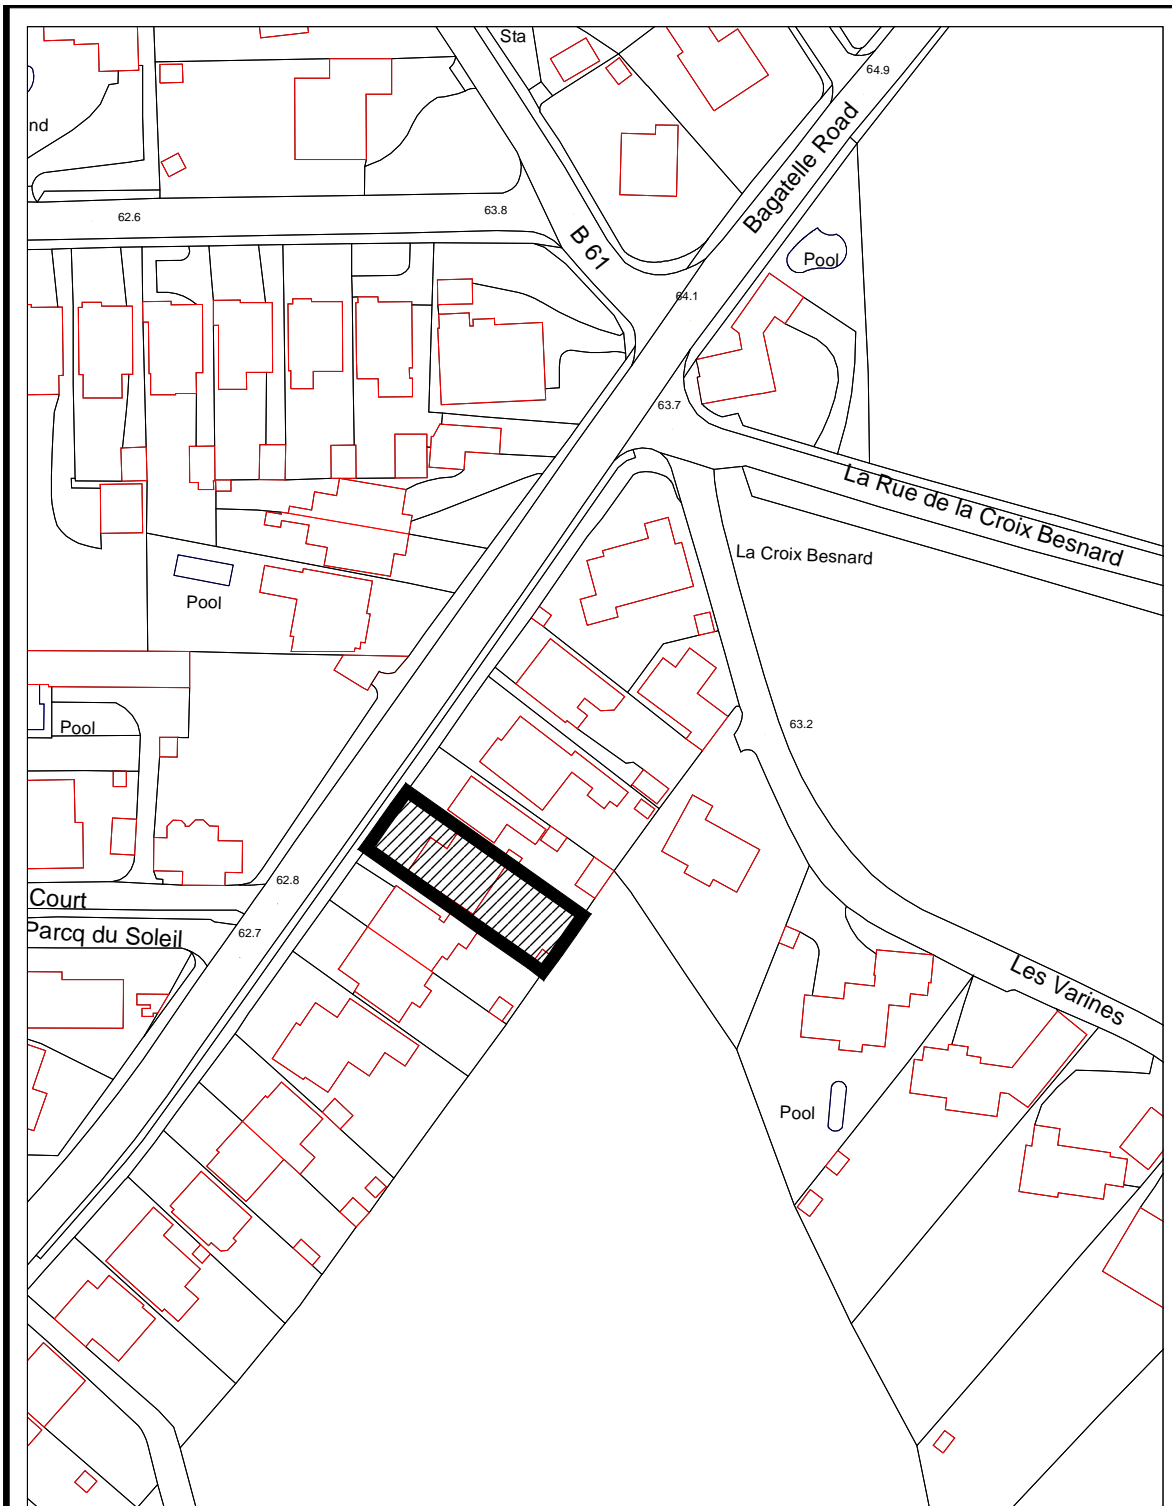 Sta
64.9
nd
Bagatelle Road
62.6
63.8
B 61
Pool
64.1
63.7
La Rue de la Croix Besnard
La Croix Besnard
Pool
Pool
63.2
62.8
Court
62.7
Parcq du Soleil
Les Varines
Pool